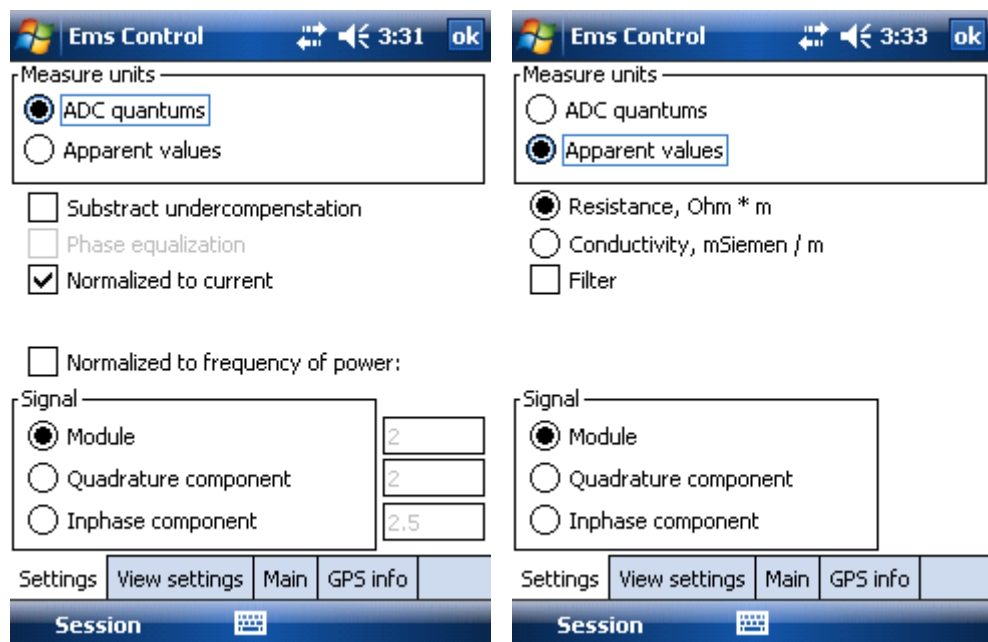 Ems Control 3:31 ok
Measure units
ADC quantums
Apparent values
Substract undercompenstation
Phase equalization
Normalized to current
Normalized to frequency of power:
Signal
Module 2
Quadrature component 2
Inphase component 2.5
Settings View settings Main GPS info
Session
Ems Control 3:33 ok
Measure units
ADC quantums
Apparent values
Resistance, Ohm * m
Conductivity, mSiemen / m
Filter
Signal
Module
Quadrature component
Inphase component
Settings View settings Main GPS info
Session